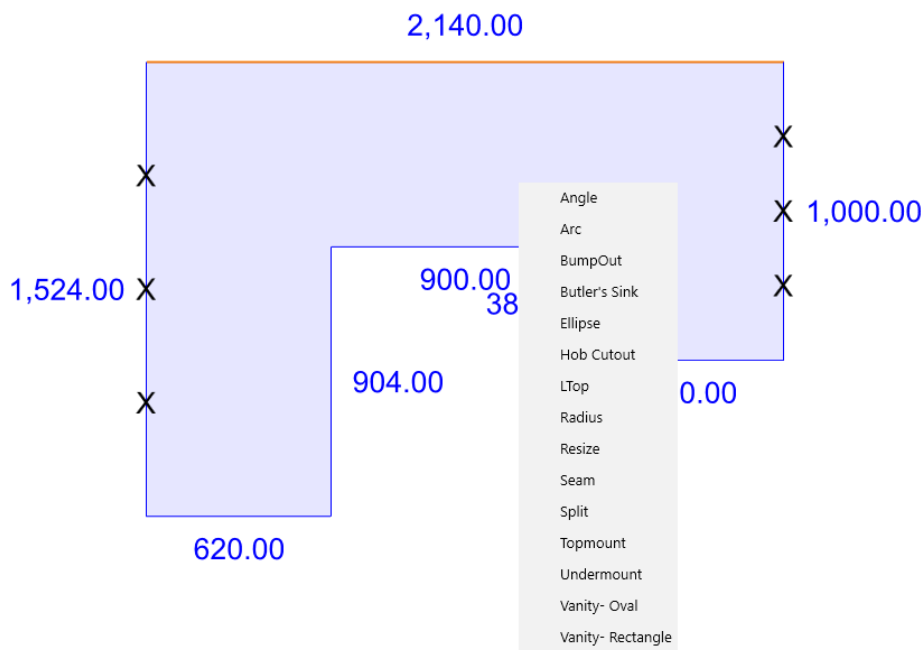 2,140.00
X
X
X
1,000.00
1,524.00
X
X
X
900.00
38
904.00
0.00
620.00
Angle
Arc
BumpOut
Butler's Sink
Ellipse
Hob Cutout
LTop
Radius
Resize
Seam
Split
Topmount
Undermount
Vanity- Oval
Vanity- Rectangle